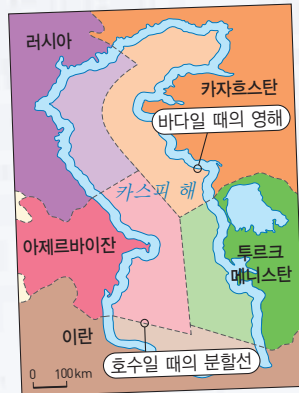 러시아
카자흐스탄
바다일 때의 영해
카스피 해
아제르바이잔
투르크
메니스탄
이란
호수일 때의 분할선
0 100km